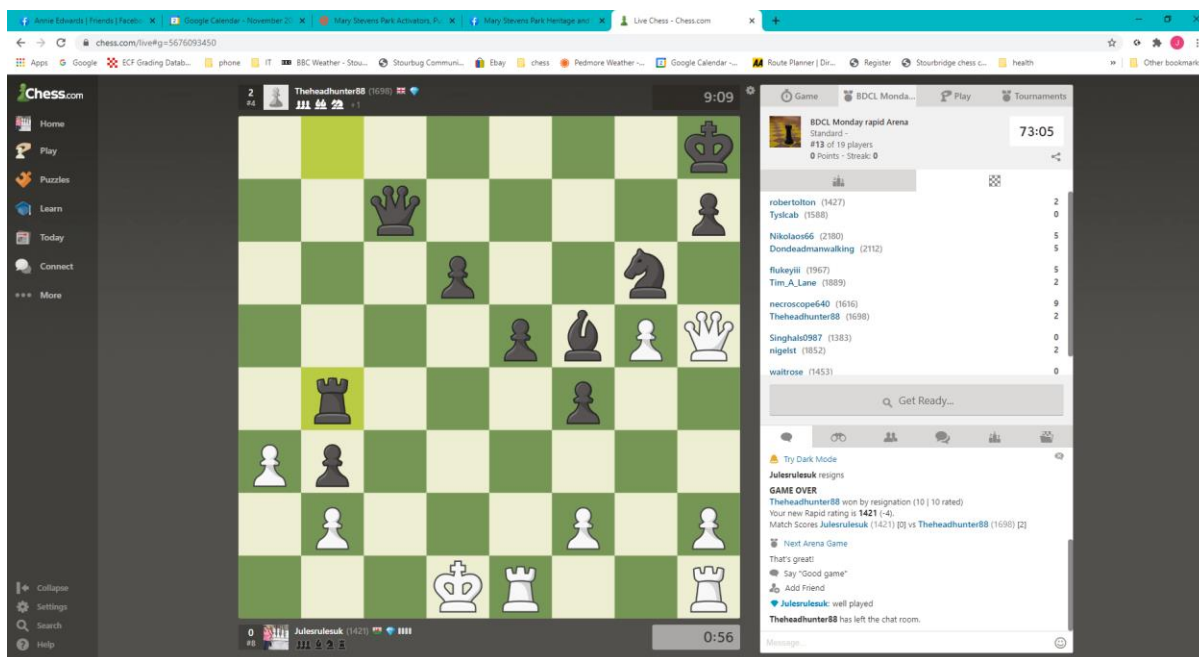 Annie Edwards | Friends | Facebo
Google Calendar - November 20
Mary Stevens Park Activators, Pa
Mary Stevens Park Heritage and
Live Chess - Chess.com
chess.com/live#g=5676093450
Apps
Google
ECF Grading Datab...
phone
IT
BBC Weather - Stou...
Stourbug Communi...
Ebay
chess
Pedmore Weather -...
Google Calendar -...
Route Planner | Dir...
Register
Stourbridge chess c...
health
Other bookmark
Chess.com
Home
Play
Puzzles
Learn
Today
Connect
More
Collapse
Settings
Search
Help
2
#4
Theheadhunter88 (1698)
+1
9:09
0
#8
Julesrulesuk (1421)
0:56
Game
BDCL Monda...
Play
Tournaments
BDCL Monday rapid Arena
Standard -
#13 of 19 players
0 Points - Streak: 0
73:05
robertolton (1427) 2
Tyslcab (1588) 0
Nikolaos66 (2180) 5
Dondeadmanwalking (2112) 5
flukeyiii (1967) 5
Tim_A_Lane (1889) 2
necroscope640 (1616) 9
Theheadhunter88 (1698) 2
Singhals0987 (1383) 0
nigelst (1852) 2
waitrose (1453) 0
Get Ready...
Try Dark Mode
Julesrulesuk resigns
GAME OVER
Theheadhunter88 won by resignation (10 | 10 rated)
Your new Rapid rating is 1421 (-4).
Match Scores Julesrulesuk (1421) [0] vs Theheadhunter88 (1698) [2]
Next Arena Game
That's great!
Say "Good game"
Add Friend
Julesrulesuk: well played
Theheadhunter88 has left the chat room.
Message...